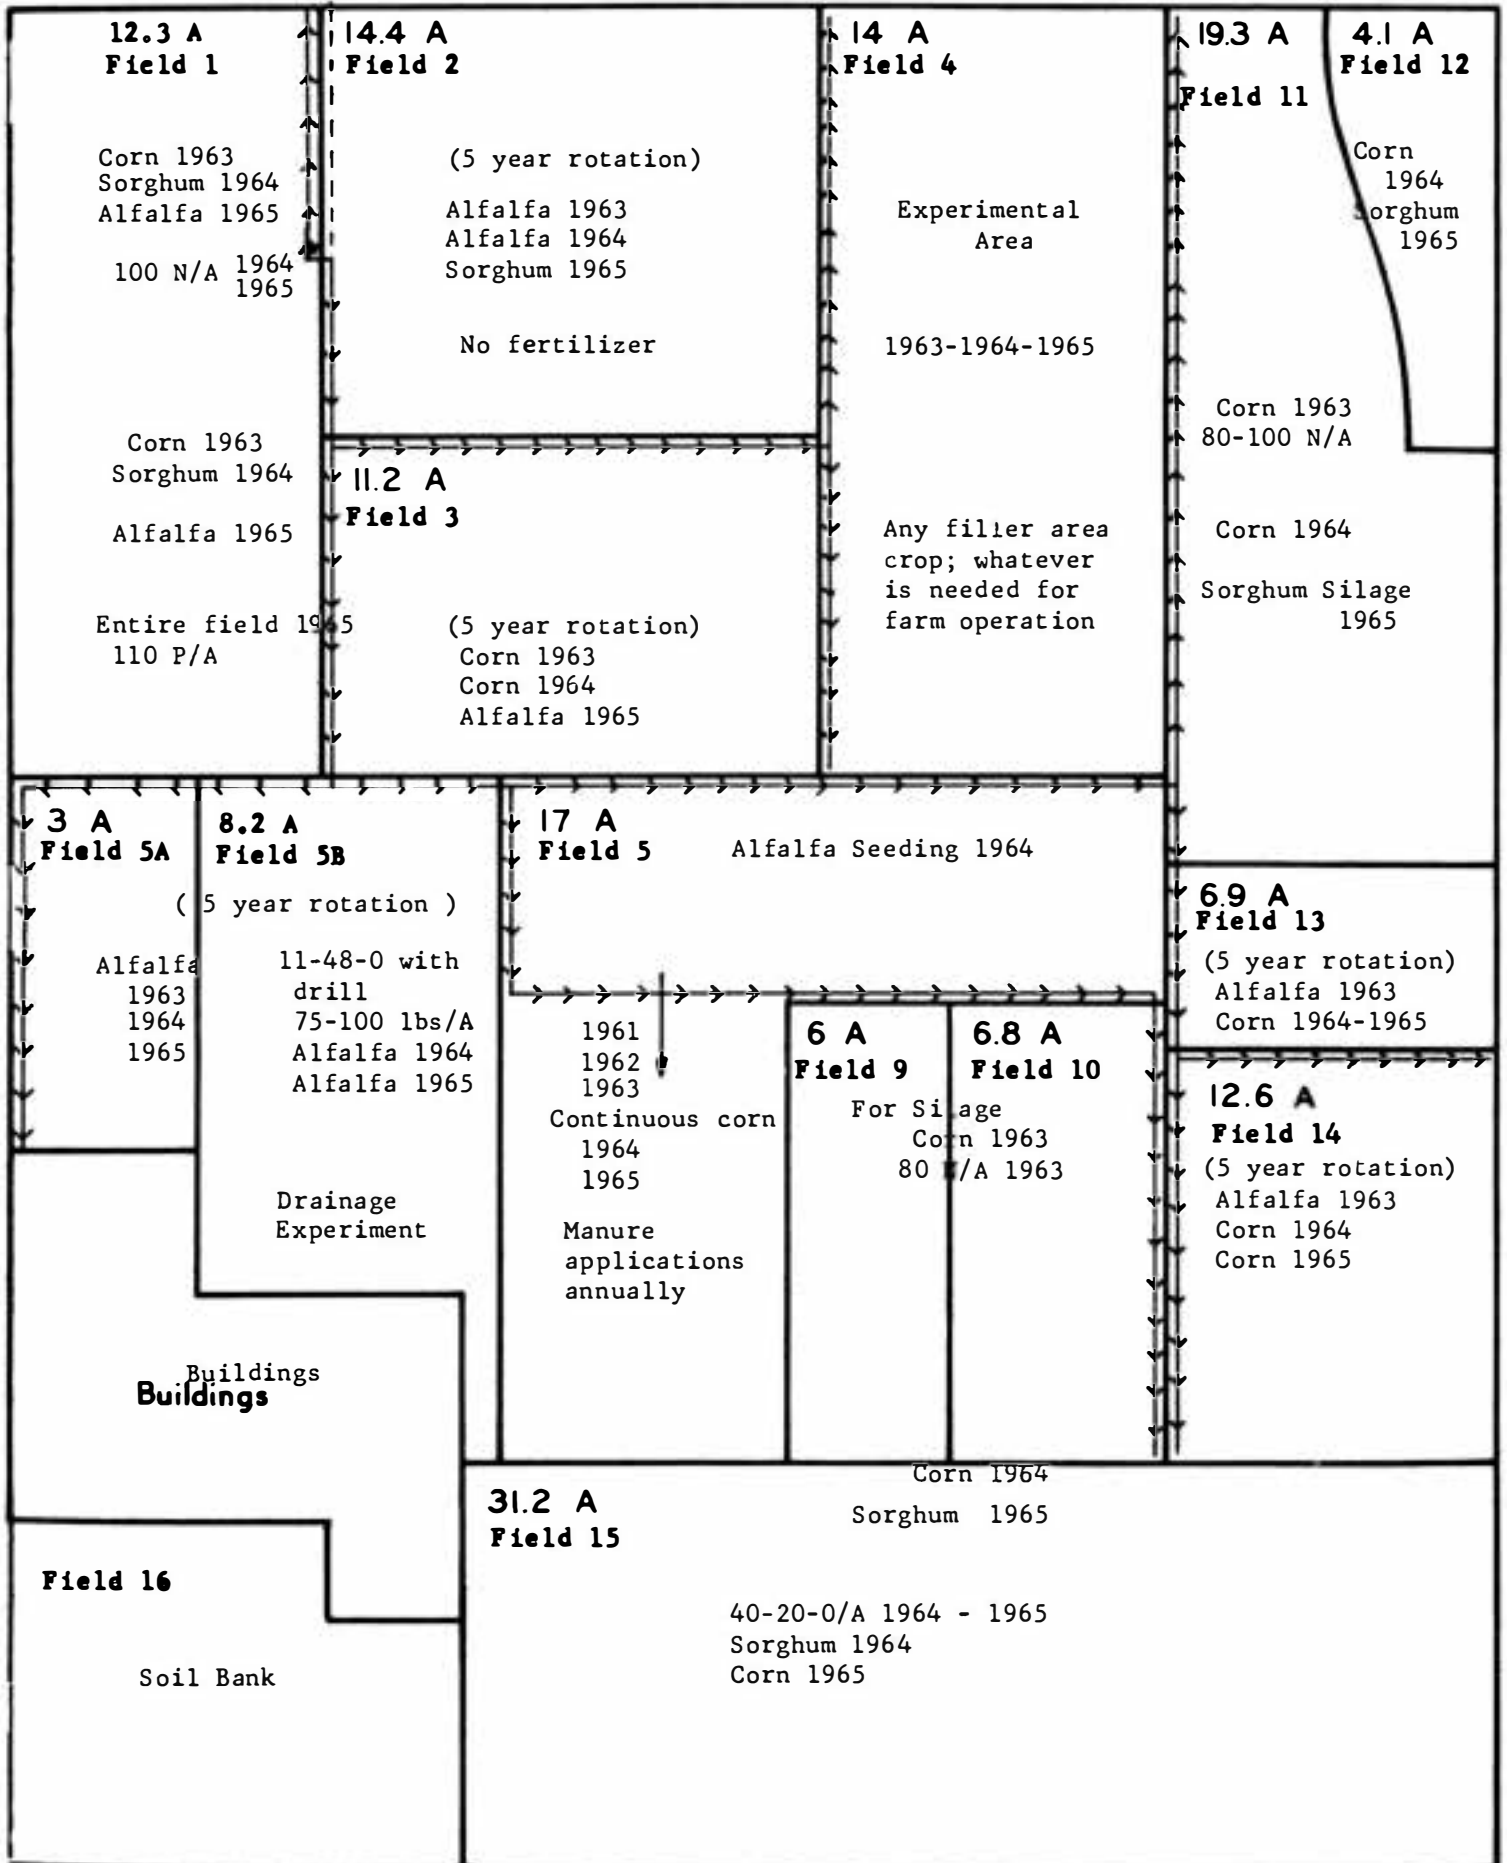 12.3 A
Field 1
Corn 1963
Sorghum 1964
Alfalfa 1965
100 N/A 1964
1965
Corn 1963
Sorghum 1964
Alfalfa 1965
Entire field 1965
110 P/A
14.4 A
Field 2
(5 year rotation)
Alfalfa 1963
Alfalfa 1964
Sorghum 1965
No fertilizer
11.2 A
Field 3
(5 year rotation)
Corn 1963
Corn 1964
Alfalfa 1965
14 A
Field 4
Experimental
Area
1963-1964-1965
Any filler area
crop; whatever
is needed for
farm operation
19.3 A
Field 11
Corn 1963
80-100 N/A
Corn 1964
Sorghum Silage
1965
4.1 A
Field 12
Corn
1964
Sorghum
1965
3 A
Field 5A
8.2 A
Field 5B
( 5 year rotation )
Alfalfa
1963
1964
1965
11-48-0 with
drill
75-100 lbs/A
Alfalfa 1964
Alfalfa 1965
Drainage
Experiment
17 A
Field 5
Alfalfa Seeding 1964
1961
1962
1963
Continuous corn
1964
1965
Manure
applications
annually
6 A
Field 9
6.8 A
Field 10
For Silage
Corn 1963
80 N/A 1963
Corn 1964
Sorghum 1965
6.9 A
Field 13
(5 year rotation)
Alfalfa 1963
Corn 1964-1965
12.6 A
Field 14
(5 year rotation)
Alfalfa 1963
Corn 1964
Corn 1965
Buildings
Buildings
Field 16
Soil Bank
31.2 A
Field 15
40-20-0/A 1964 - 1965
Sorghum 1964
Corn 1965